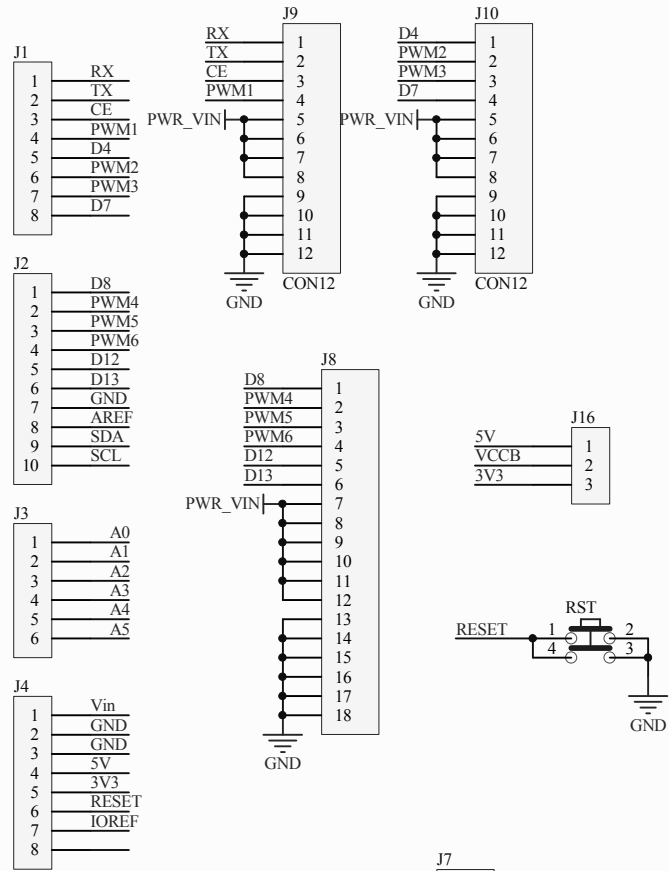 J1
1 RX
2 TX
3 CE
4 PWM1
5 D4
6 PWM2
7 PWM3
8 D7
J9
RX 1
TX 2
CE 3
PWM1 4
PWR_VIN 5
6
7
8
9
10
11
12
GND
CON12
J10
D4 1
PWM2 2
PWM3 3
D7 4
PWR_VIN 5
6
7
8
9
10
11
12
GND
CON12
J2
1 D8
2 PWM4
3 PWM5
4 PWM6
5 D12
6 D13
7 GND
8 AREF
9 SDA
10 SCL
J8
D8 1
PWM4 2
PWM5 3
PWM6 4
D12 5
D13 6
PWR_VIN 7
8
9
10
11
12
13
14
15
16
17
18
GND
J16
5V 1
VCCB 2
3V3 3
J3
1 A0
2 A1
3 A2
4 A3
5 A4
6 A5
RST
RESET 1 2
4 3
GND
J4
1 Vin
2 GND
3 GND
4 5V
5 3V3
6 RESET
7 IOREF
8
J7